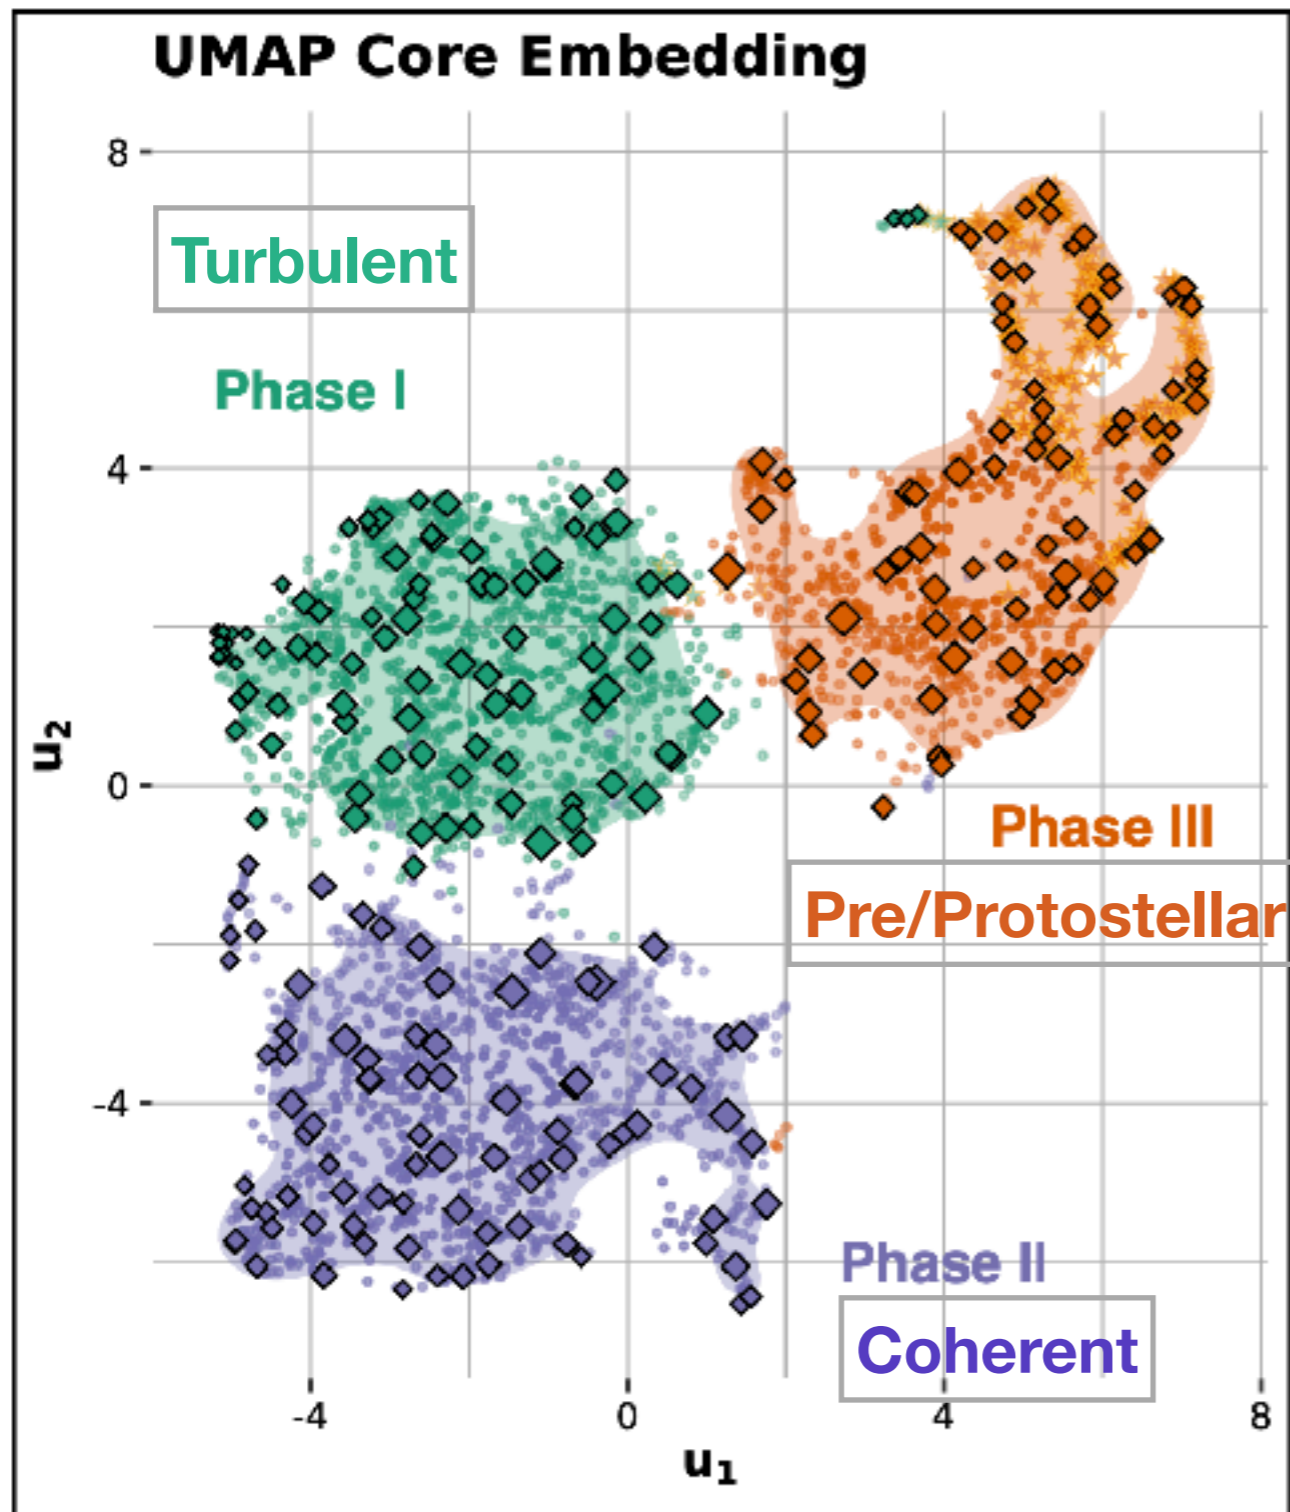 UMAP Core Embedding
8
Turbulent
Phase I
4
u2
0
Phase III
Pre/Protostellar
-4
Phase II
Coherent
-4 0 4 8
u1